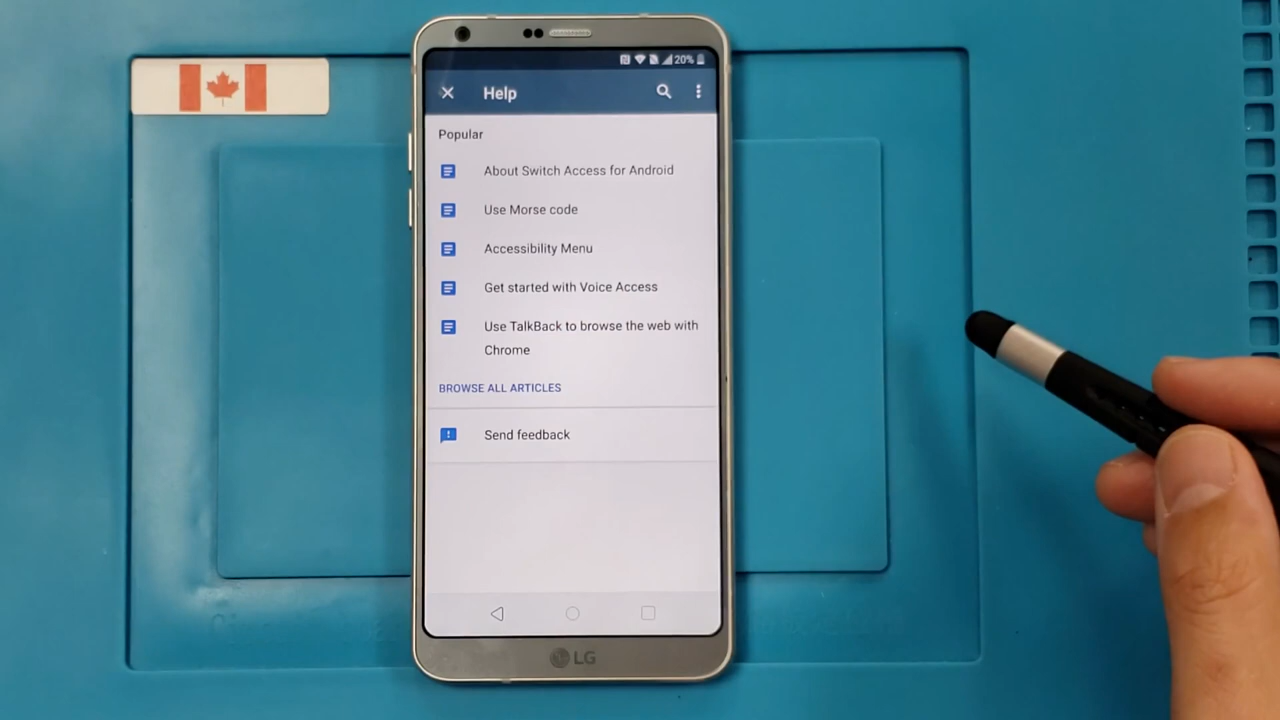 20%
Help
Popular
About Switch Access for Android
Use Morse code
Accessibility Menu
Get started with Voice Access
Use TalkBack to browse the web with
Chrome
BROWSE ALL ARTICLES
Send feedback
LG